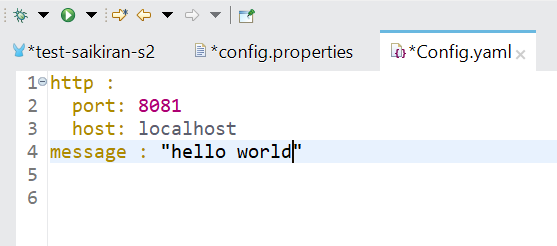 *test-saikiran-s2 *config.properties *Config.yaml
1 http :
2   port: 8081
3   host: localhost
4 message : "hello world"
5
6